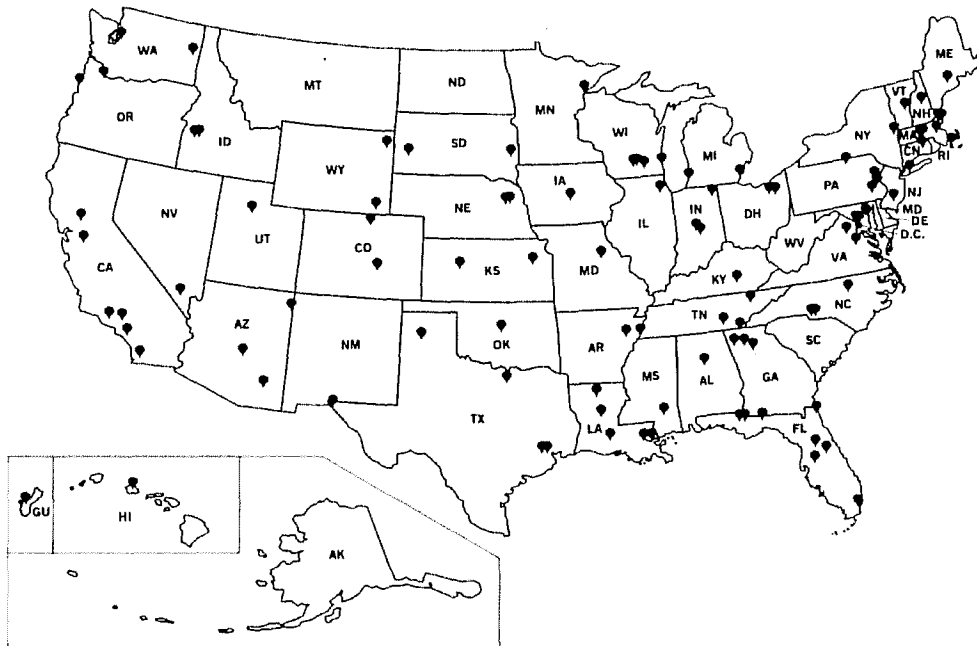 WA
ME
MT
ND
VT
MN
NH
OR
ID
WI
NY
MA
SD
MI
CN
RI
WY
IA
PA
NJ
NE
IL
IN
DH
MD
DE
NV
UT
D.C.
CO
WV
VA
CA
KS
MD
KY
NC
TN
AZ
OK
NM
AR
SC
MS
AL
GA
TX
LA
FL
GU
HI
AK